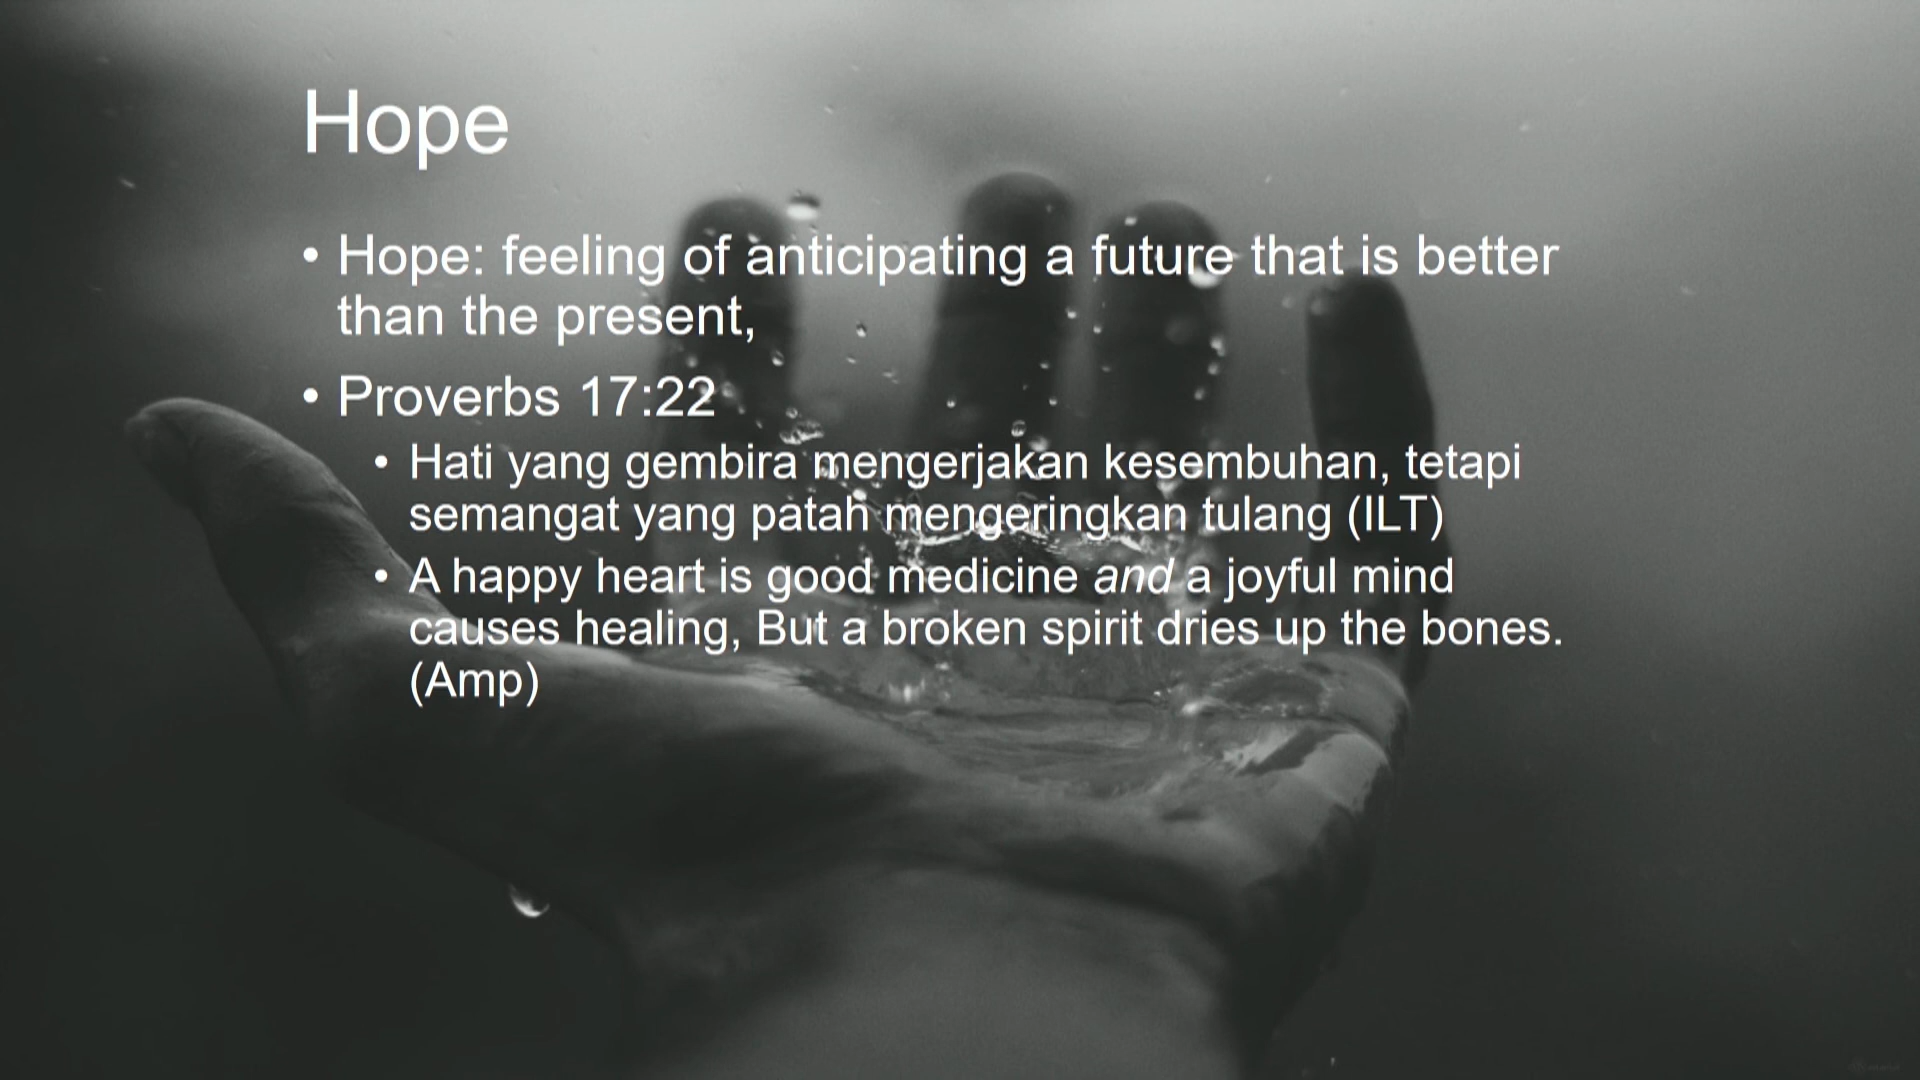 Hope
• Hope: feeling of anticipating a future that is better
than the present,
• Proverbs 17:22
• Hati yang gembira mengerjakan kesembuhan, tetapi
semangat yang patah mengeringkan tulang (ILT)
• A happy heart is good medicine and a joyful mind
causes healing, But a broken spirit dries up the bones.
(Amp)